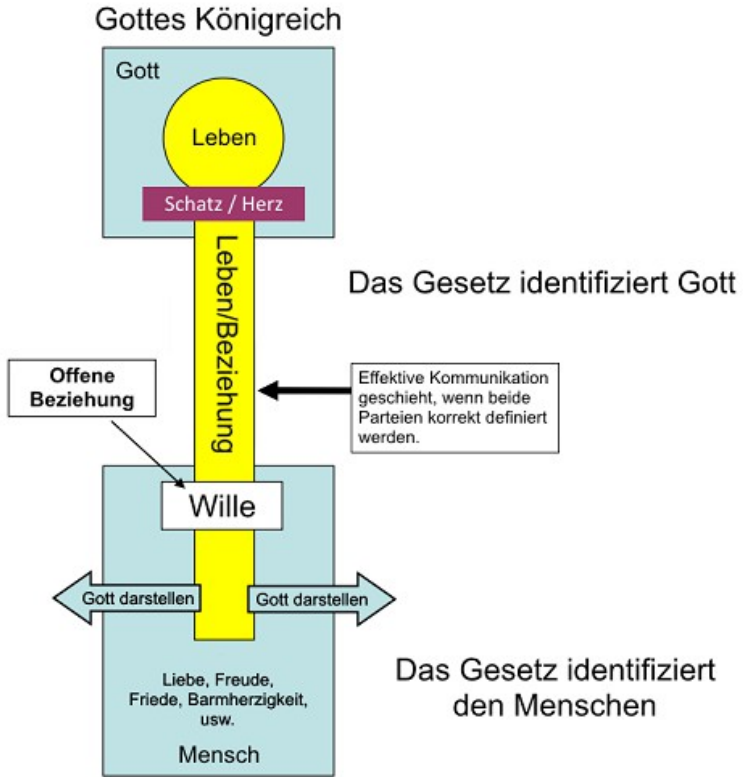 Gottes Königreich
Gott
Leben
Schatz / Herz
Leben/Beziehung
Das Gesetz identifiziert Gott
Offene
Beziehung
Effektive Kommunikation
geschieht, wenn beide
Parteien korrekt definiert
werden.
Wille
Gott darstellen
Gott darstellen
Liebe, Freude,
Friede, Barmherzigkeit,
usw.
Mensch
Das Gesetz identifiziert
den Menschen